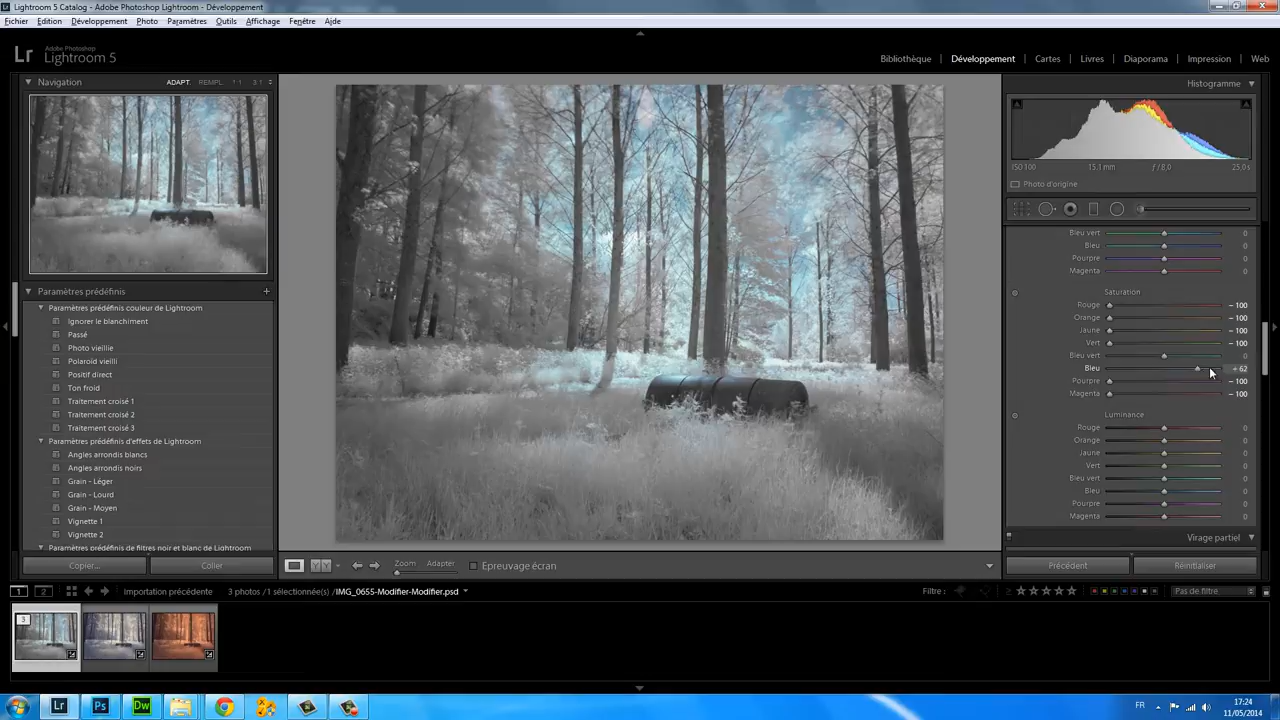 Lightroom 5 Catalog - Adobe Photoshop Lightroom - Développement
Fichier Edition Développement Photo Paramètres Outils Affichage Fenêtre Aide
Lr Adobe Photoshop
Lightroom 5
Bibliothèque Développement Cartes Livres Diaporama Impression Web
Navigation ADAPT. REMPL. 1:1 3:1
Histogramme
ISO 100 15,1 mm ƒ / 8,0 25,0 s
Photo d'origine
Bleu vert 0
Bleu 0
Pourpre 0
Magenta 0
Saturation
Rouge - 100
Orange - 100
Jaune - 100
Vert - 100
Bleu vert 0
Bleu + 62
Pourpre - 100
Magenta - 100
Luminance
Rouge 0
Orange 0
Jaune 0
Vert 0
Bleu vert 0
Bleu 0
Pourpre 0
Magenta 0
Virage partiel
Précédent Réinitialiser
Paramètres prédéfinis +
Paramètres prédéfinis couleur de Lightroom
Ignorer le blanchiment
Passé
Photo vieillie
Polaroïd vieilli
Positif direct
Ton froid
Traitement croisé 1
Traitement croisé 2
Traitement croisé 3
Paramètres prédéfinis d'effets de Lightroom
Angles arrondis blancs
Angles arrondis noirs
Grain - Léger
Grain - Lourd
Grain - Moyen
Vignette 1
Vignette 2
Paramètres prédéfinis de filtres noir et blanc de Lightroom
Copier... Coller
Zoom Adapter Epreuvage écran
1 2 Importation précédente 3 photos /1 sélectionnée(s) /IMG_0655-Modifier-Modifier.psd Filtre : Pas de filtre
3
Lr Ps Dw
FR 17:24
11/05/2014